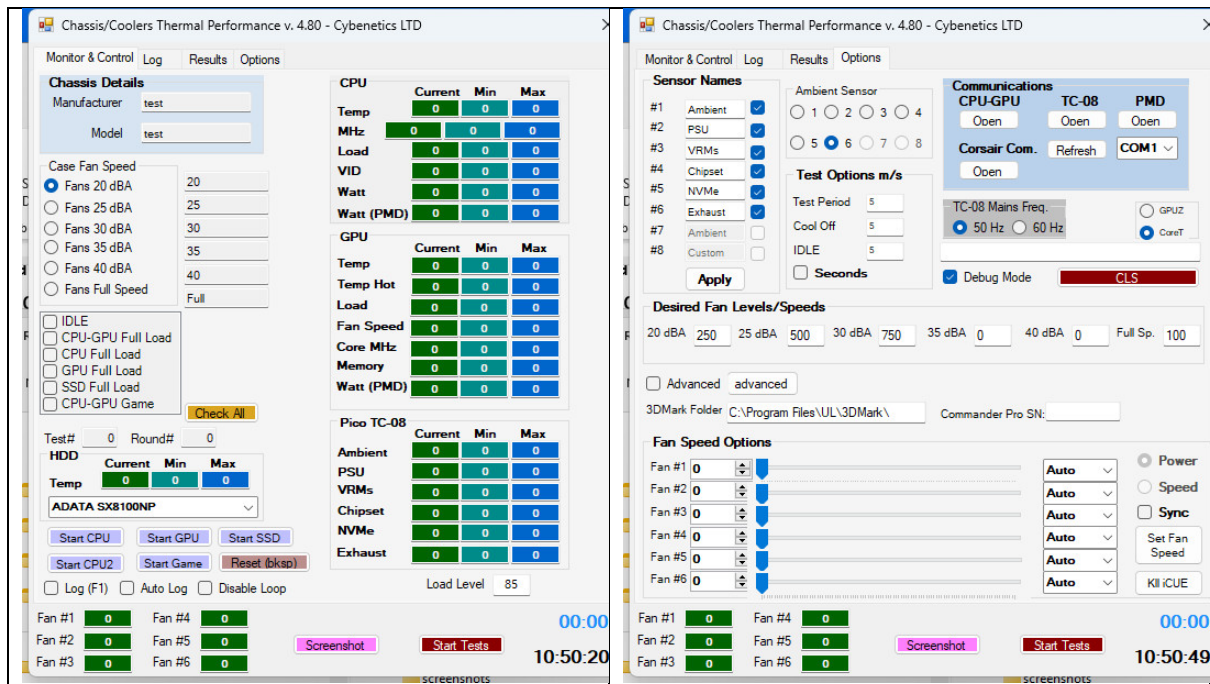 Chassis/Coolers Thermal Performance v. 4.80 - Cybenetics LTD
Monitor & Control Log Results Options
Chassis Details
Manufacturer test
Model test
Case Fan Speed
Fans 20 dBA 20
Fans 25 dBA 25
Fans 30 dBA 30
Fans 35 dBA 35
Fans 40 dBA 40
Fans Full Speed Full
IDLE
CPU-GPU Full Load
CPU Full Load
GPU Full Load
SSD Full Load
CPU-GPU Game
Check All
Test# 0 Round# 0
HDD
Current Min Max
Temp 0 0 0
ADATA SX8100NP
Start CPU Start GPU Start SSD
Start CPU2 Start Game Reset (bksp)
Log (F1) Auto Log Disable Loop
CPU
Current Min Max
Temp 0 0 0
MHz 0 0 0
Load 0 0 0
VID 0 0 0
Watt 0 0 0
Watt (PMD) 0 0 0
GPU
Current Min Max
Temp 0 0 0
Temp Hot 0 0 0
Load 0 0 0
Fan Speed 0 0 0
Core MHz 0 0 0
Memory 0 0 0
Watt (PMD) 0 0 0
Pico TC-08
Current Min Max
Ambient 0 0 0
PSU 0 0 0
VRMs 0 0 0
Chipset 0 0 0
NVMe 0 0 0
Exhaust 0 0 0
Load Level 85
Fan #1 0 Fan #4 0
Fan #2 0 Fan #5 0
Fan #3 0 Fan #6 0
Screenshot Start Tests
00:00
10:50:20
screenshots
Chassis/Coolers Thermal Performance v. 4.80 - Cybenetics LTD
Monitor & Control Log Results Options
Sensor Names
#1 Ambient
#2 PSU
#3 VRMs
#4 Chipset
#5 NVMe
#6 Exhaust
#7 Ambient
#8 Custom
Apply
Ambient Sensor
1 2 3 4
5 6 7 8
Test Options m/s
Test Period 5
Cool Off 5
IDLE 5
Seconds
Communications
CPU-GPU TC-08 PMD
Open Open Open
Corsair Com. Refresh COM1
Open
TC-08 Mains Freq.
50 Hz 60 Hz
GPUZ
CoreT
Debug Mode CLS
Desired Fan Levels/Speeds
20 dBA 250 25 dBA 500 30 dBA 750 35 dBA 0 40 dBA 0 Full Sp. 100
Advanced advanced
3DMark Folder C:\Program Files\UL\3DMark\ Commander Pro SN:
Fan Speed Options
Fan #1 0 Auto
Fan #2 0 Auto
Fan #3 0 Auto
Fan #4 0 Auto
Fan #5 0 Auto
Fan #6 0 Auto
Power
Speed
Sync
Set Fan
Speed
Kll iCUE
Fan #1 0 Fan #4 0
Fan #2 0 Fan #5 0
Fan #3 0 Fan #6 0
Screenshot Start Tests
00:00
10:50:49
screenshots